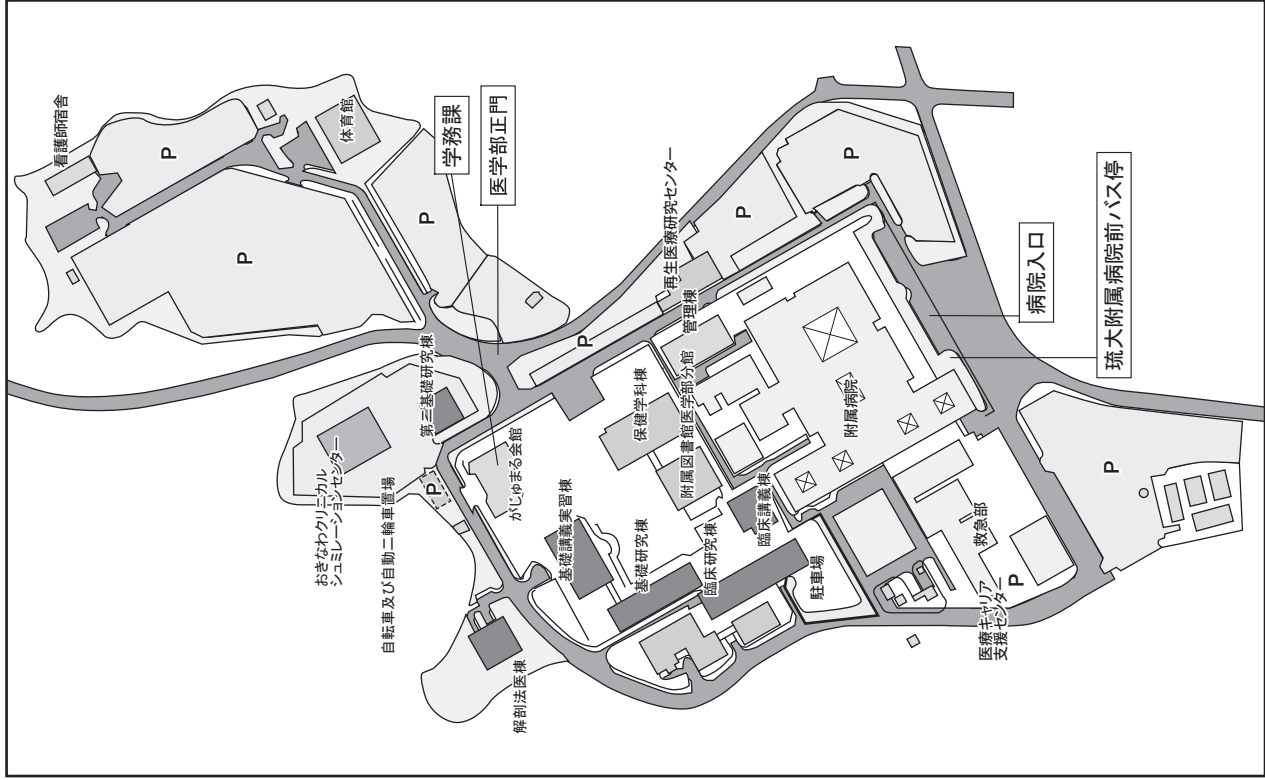 看護師宿舎
P
体育館
P
P
学務課
医学部正門
第二基礎研究棟
おきなわクリニカル
シュミレーションセンター
自転車及び自動二輪車置場
P
がじゅまる会館
基礎講義実習棟
解剖法医棟
基礎研究棟
保健学科棟
P
再生医療研究センター
管理棟
附属図書館医学部分館
臨床研究棟
臨床講義棟
P
P
駐車場
附属病院
救急部
医療キャリア
支援センター
P
病院入口
琉大附属病院前バス停
P